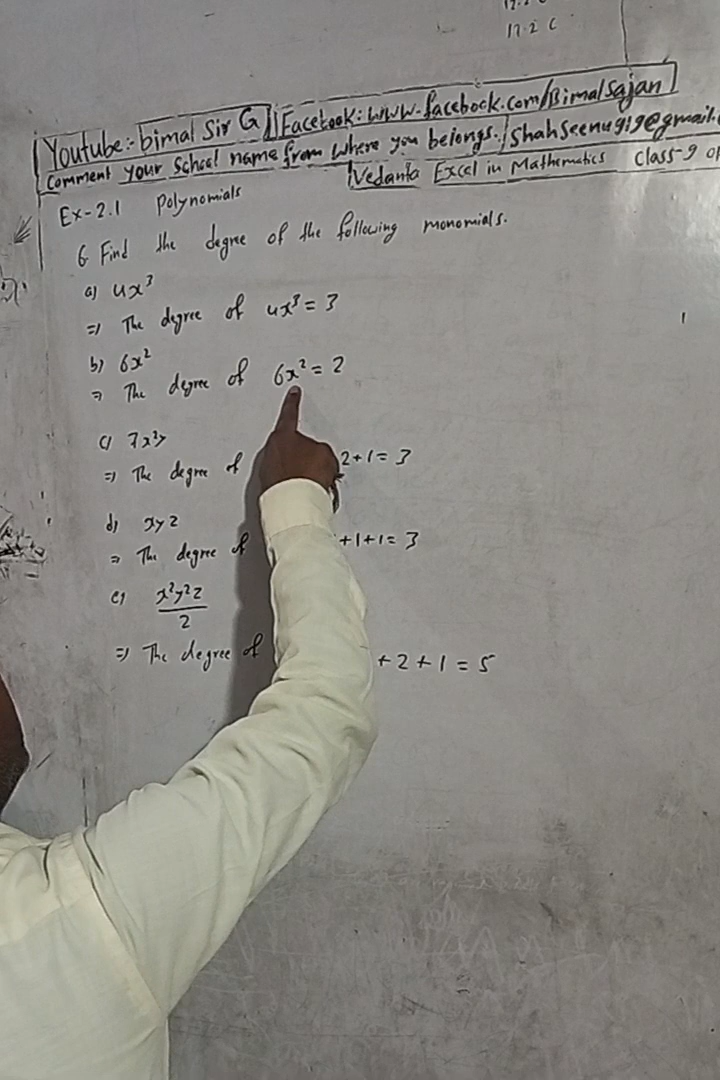 17.2 C
Youtube:- bimal Sir G || Facebook: www.facebook.com/Bimalsajan
Comment your School name from where you belongs. / Shahseenu919@gmail.
Vedanta Excel in Mathematics Class-9
Ex-2.1 Polynomials
6 Find the degree of the following monomials.
a) 4x³
=) The degree of 4x³ = 3
b) 6x²
=) The degree of 6x² = 2
c) 7x²y
=) The degree of 2+1= 3
d) xyz
=) The degree of +1+1= 3
e) x²y²z
2
=) The degree of +2+1 = 5